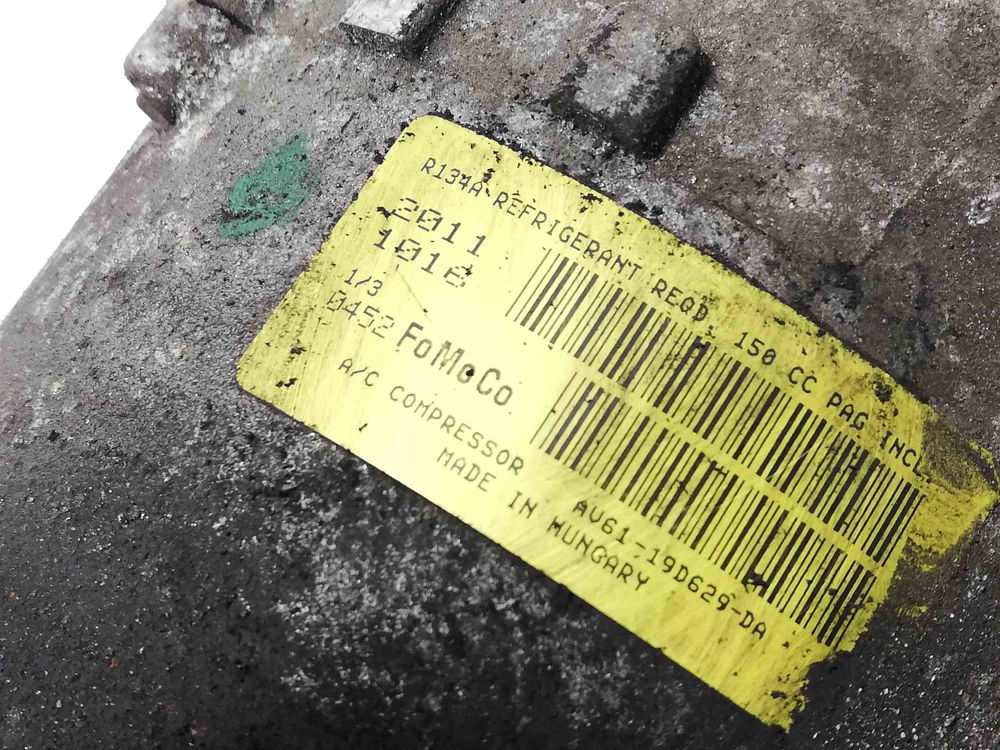 R134A REFRIGERANT REQD. 150 CC PAG INCL
2011
1016
1/3
0452 FoMoCo
A/C COMPRESSOR AV61-19D629-DA
MADE IN HUNGARY